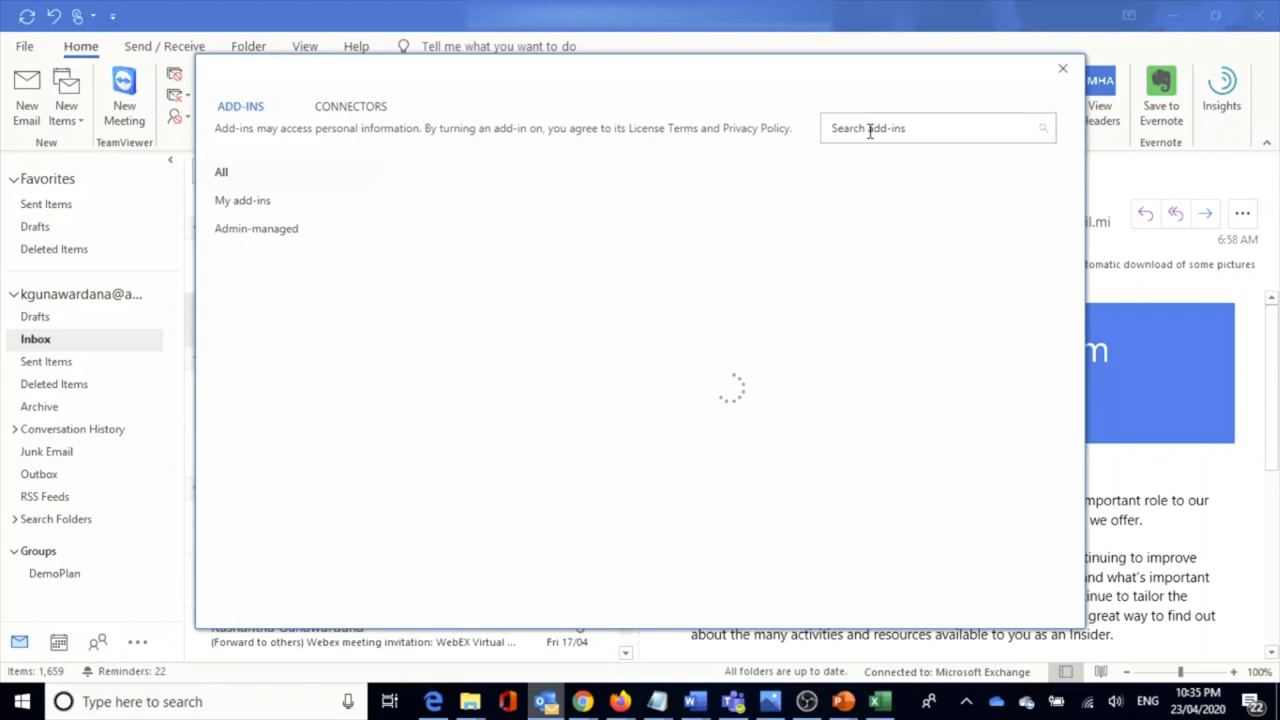 File
Home
Send / Receive
Folder
View
Help
Tell me what you want to do
New
Email
New
Items
New
New
Meeting
TeamViewer
MHA
View
Headers
Save to
Evernote
Evernote
Insights
ADD-INS
CONNECTORS
Add-ins may access personal information. By turning an add-in on, you agree to its License Terms and Privacy Policy.
Search add-ins
All
My add-ins
Admin-managed
Favorites
Sent Items
Drafts
Deleted Items
kgunawardana@a...
Drafts
Inbox
Sent Items
Deleted Items
Archive
Conversation History
Junk Email
Outbox
RSS Feeds
Search Folders
Groups
DemoPlan
il.mi
6:58 AM
tomatic download of some pictures
m
mportant role to our
we offer.
tinuing to improve
and what's important
inue to tailor the
great way to find out
about the many activities and resources available to you as an Insider.
(Forward to others) Webex meeting invitation: WebEX Virtual ...
Fri 17/04
Items: 1,659
Reminders: 22
All folders are up to date.
Connected to: Microsoft Exchange
100%
Type here to search
ENG
10:35 PM
23/04/2020
22